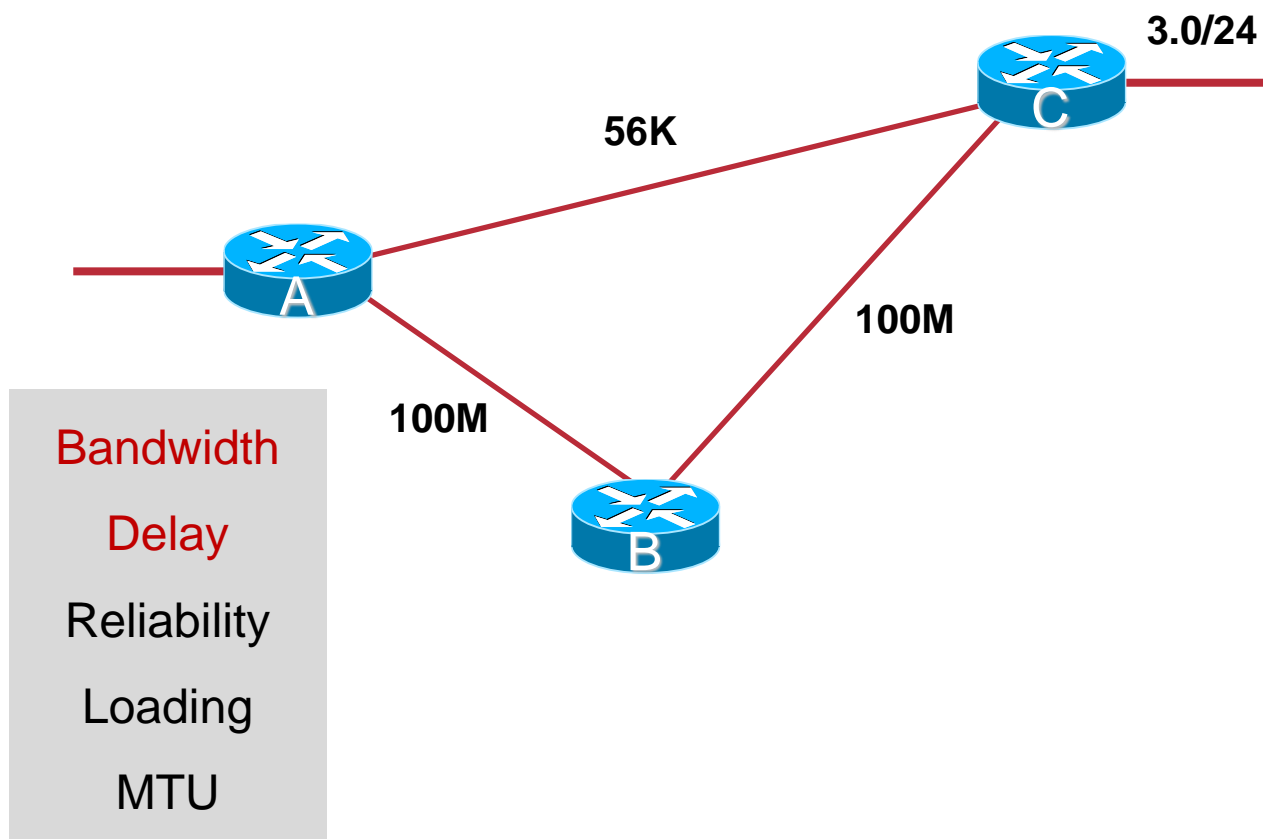 3.0/24
C
56K
A
100M
100M
B
Bandwidth
Delay
Reliability
Loading
MTU